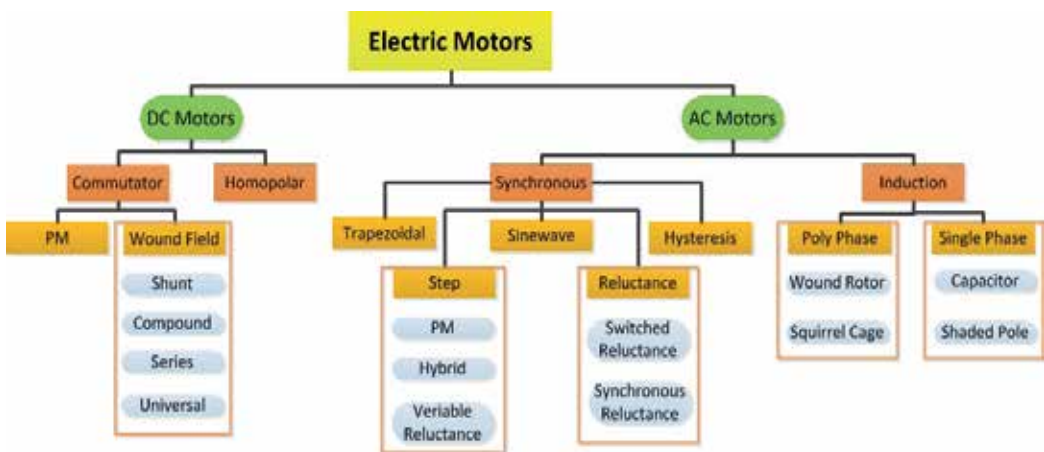 Electric Motors
DC Motors
AC Motors
Commutator
Homopolar
Synchronous
Induction
PM
Wound Field
Trapezoidal
Sinewave
Hysteresis
Poly Phase
Single Phase
Shunt
Compound
Series
Universal
Step
PM
Hybrid
Veriable
Reluctance
Reluctance
Switched
Reluctance
Synchronous
Reluctance
Wound Rotor
Squirrel Cage
Capacitor
Shaded Pole